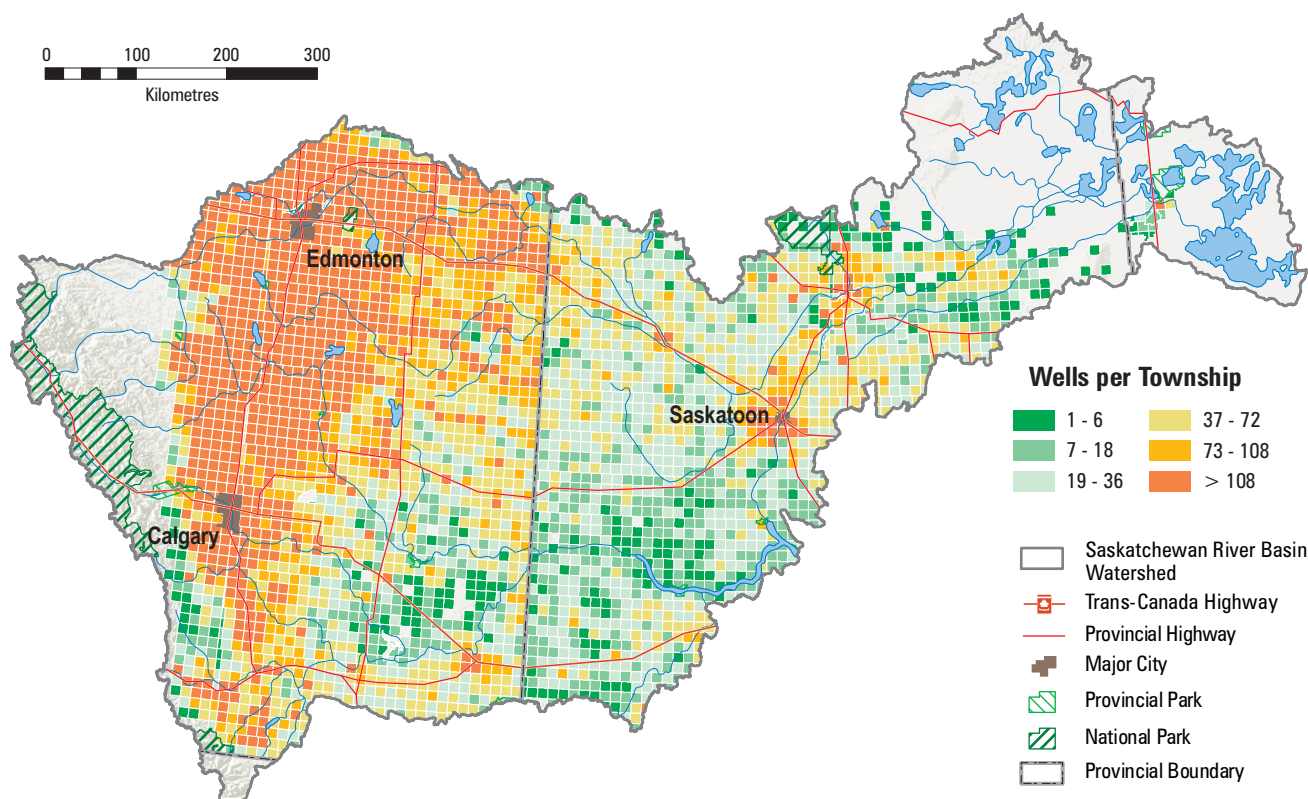 0 100 200 300
Kilometres
Edmonton
Saskatoon
Calgary
Wells per Township
1 - 6
7 - 18
19 - 36
37 - 72
73 - 108
> 108
Saskatchewan River Basin
Watershed
Trans-Canada Highway
Provincial Highway
Major City
Provincial Park
National Park
Provincial Boundary